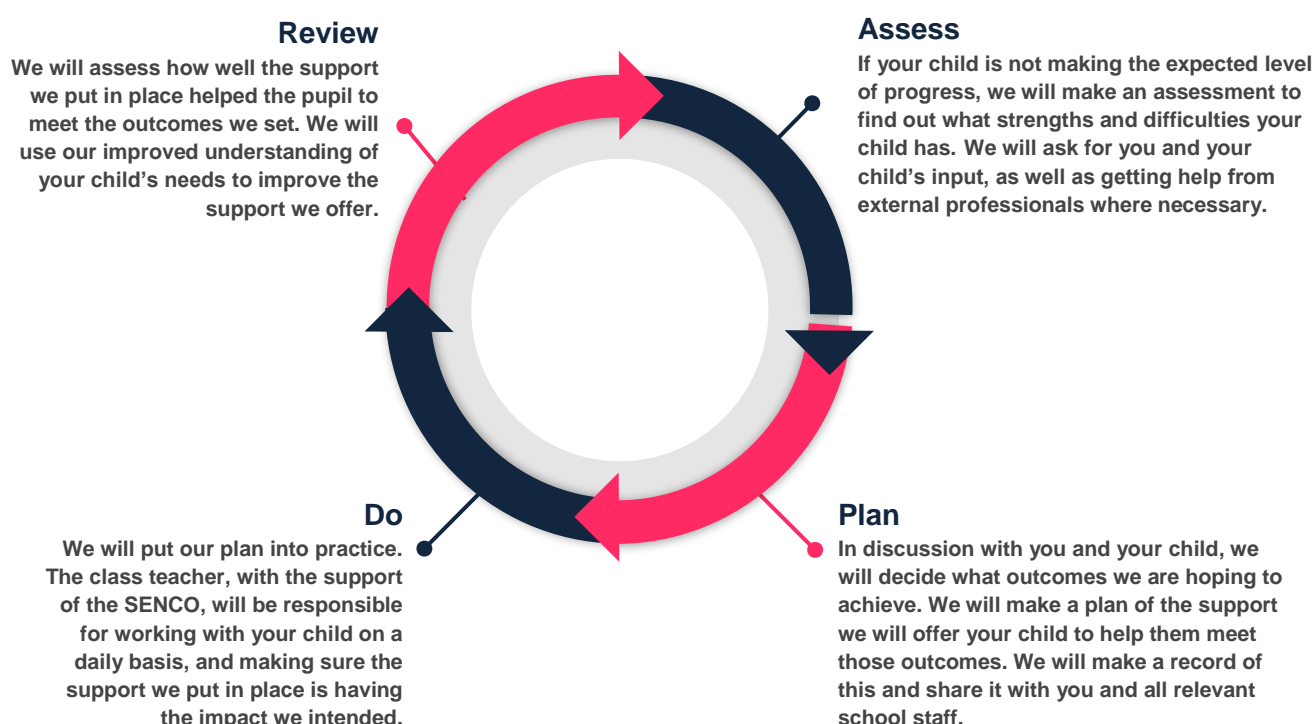 Review
We will assess how well the support
we put in place helped the pupil to
meet the outcomes we set. We will
use our improved understanding of
your child’s needs to improve the
support we offer.
Assess
If your child is not making the expected level
of progress, we will make an assessment to
find out what strengths and difficulties your
child has. We will ask for you and your
child’s input, as well as getting help from
external professionals where necessary.
Do
We will put our plan into practice.
The class teacher, with the support
of the SENCO, will be responsible
for working with your child on a
daily basis, and making sure the
support we put in place is having
the impact we intended.
Plan
In discussion with you and your child, we
will decide what outcomes we are hoping to
achieve. We will make a plan of the support
we will offer your child to help them meet
those outcomes. We will make a record of
this and share it with you and all relevant
school staff.